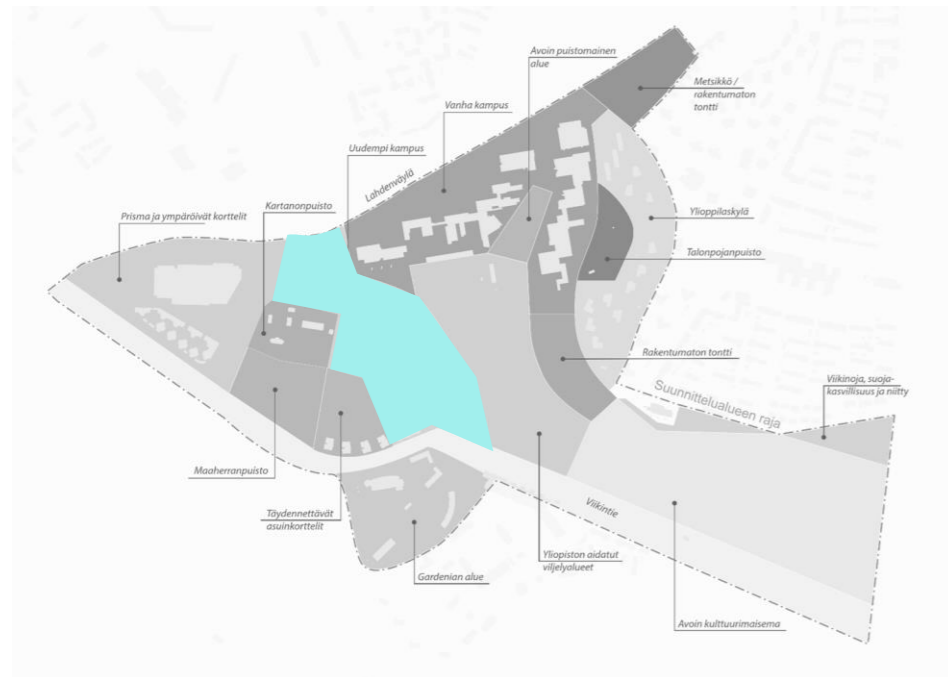 Avoin puistomainen
alue
Metsikkö /
rakentumaton
tontti
Vanha kampus
Uudempi kampus
Lahdenväylä
Kartanonpuisto
Prisma ja ympäröivät korttelit
Ylioppilaskylä
Talonpojanpuisto
Rakentumaton tontti
Suunnittelualueen raja
Viikinoja, suoja-
kasvillisuus ja niitty
Maaherranpuisto
Täydennettävät
asuinkorttelit
Viikintie
Yliopiston aidatut
viljelyalueet
Gardenian alue
Avoin kulttuurimaisema